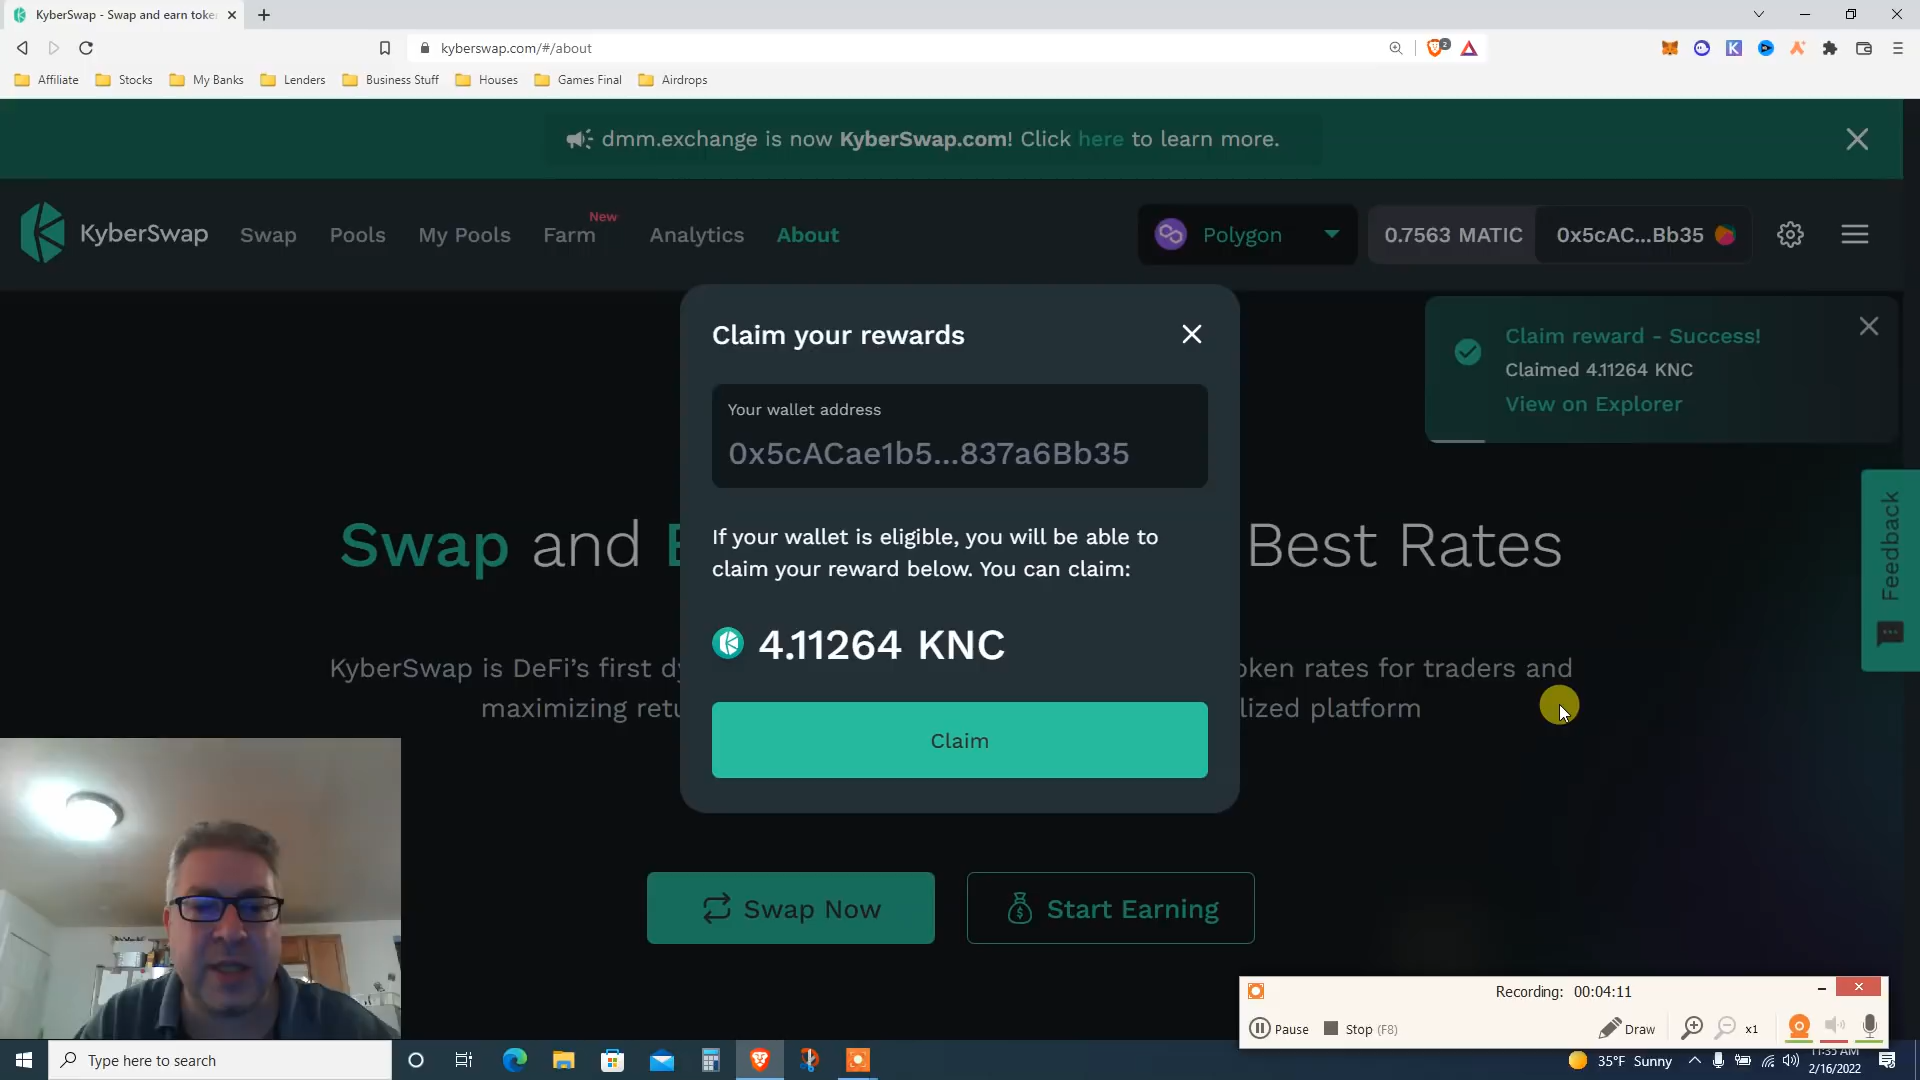 KyberSwap - Swap and earn toke
kyberswap.com/#/about
2
Affiliate Stocks My Banks Lenders Business Stuff Houses Games Final Airdrops
dmm.exchange is now KyberSwap.com! Click here to learn more.
KyberSwap Swap Pools My Pools Farm New Analytics About Polygon 0.7563 MATIC 0x5cAC...Bb35
Claim reward - Success!
Claimed 4.11264 KNC
View on Explorer
Claim your rewards
Your wallet address
0x5cACae1b5...837a6Bb35
If your wallet is eligible, you will be able to
claim your reward below. You can claim:
4.11264 KNC
Claim
Swap and Best Rates
KyberSwap is DeFi's first oken rates for traders and
maximizing lized platform
Feedback
Swap Now Start Earning
Recording: 00:04:11
Pause Stop (F8) Draw x1
Type here to search
35°F Sunny
11:35 AM
2/16/2022